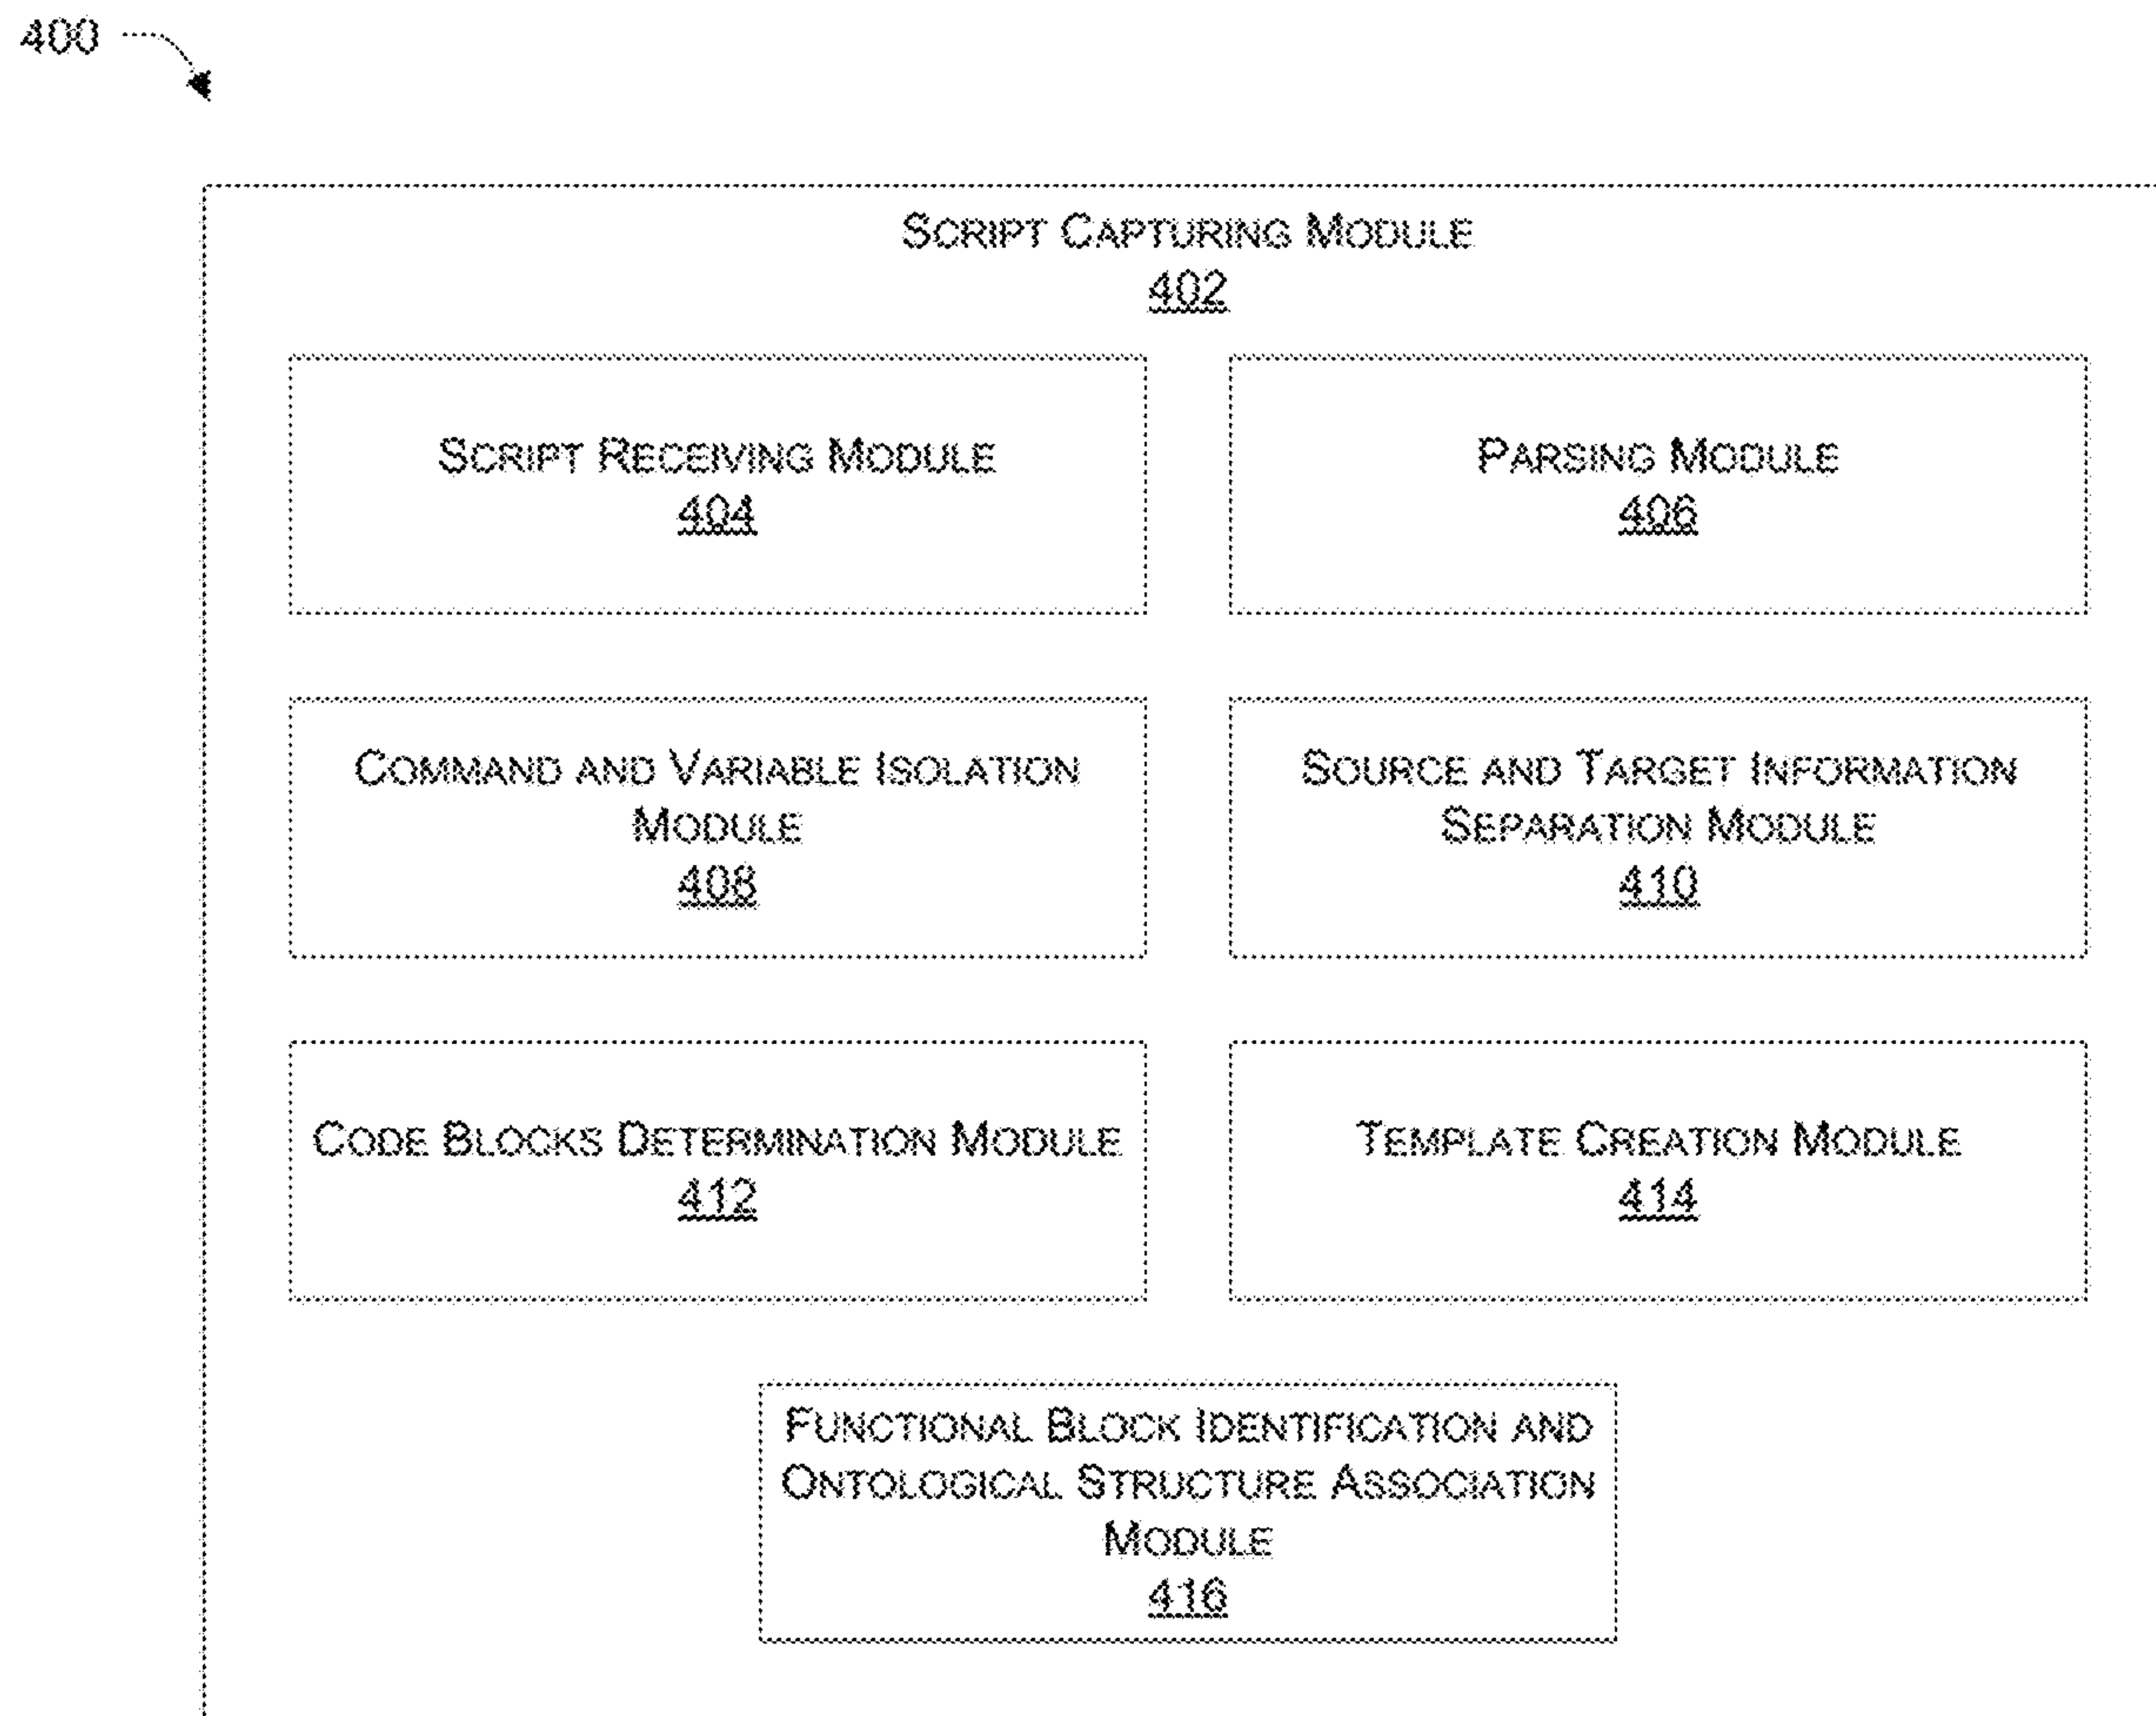 400
SCRIPT CAPTURING MODULE
402
SCRIPT RECEIVING MODULE
404
PARSING MODULE
406
COMMAND AND VARIABLE ISOLATION
MODULE
408
SOURCE AND TARGET INFORMATION
SEPARATION MODULE
410
CODE BLOCKS DETERMINATION MODULE
412
TEMPLATE CREATION MODULE
414
FUNCTIONAL BLOCK IDENTIFICATION AND
ONTOLOGICAL STRUCTURE ASSOCIATION
MODULE
416